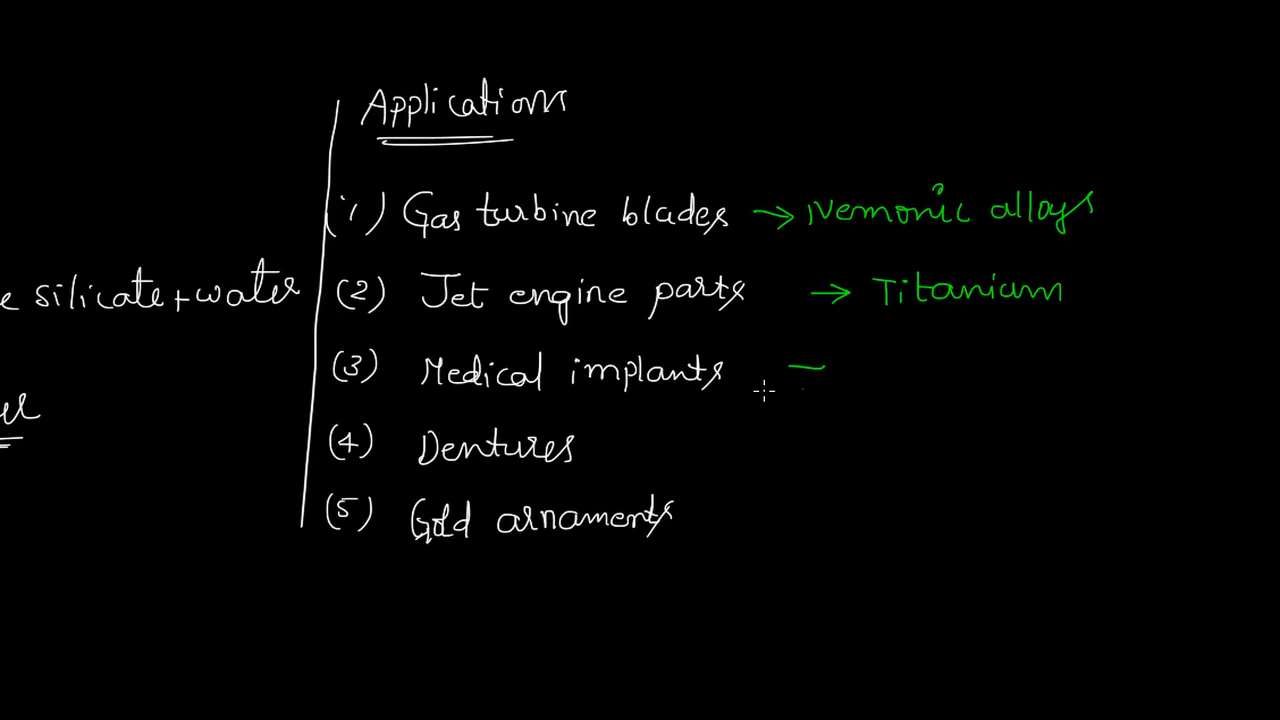 Applications
(1) Gas turbine blades → Nemonic alloys
silicate + water
(2) Jet engine parts → Titanium
(3) Medical implants
(4) Dentures
(5) Gold arnaments